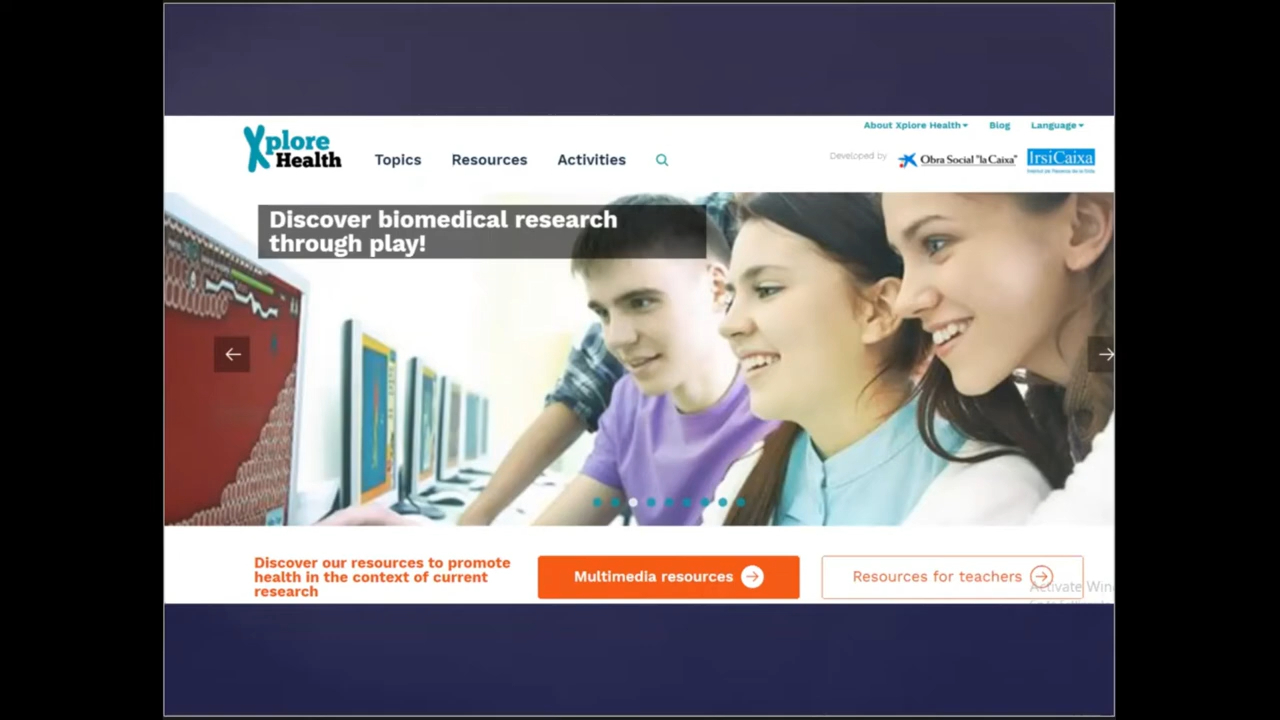 About Xplore Health
Blog
Language
Xplore
Health
Topics
Resources
Activities
Developed by
Obra Social "la Caixa"
IrsiCaixa
Discover biomedical research
through play!
Discover our resources to promote
health in the context of current
research
Multimedia resources
Resources for teachers
Activate Win